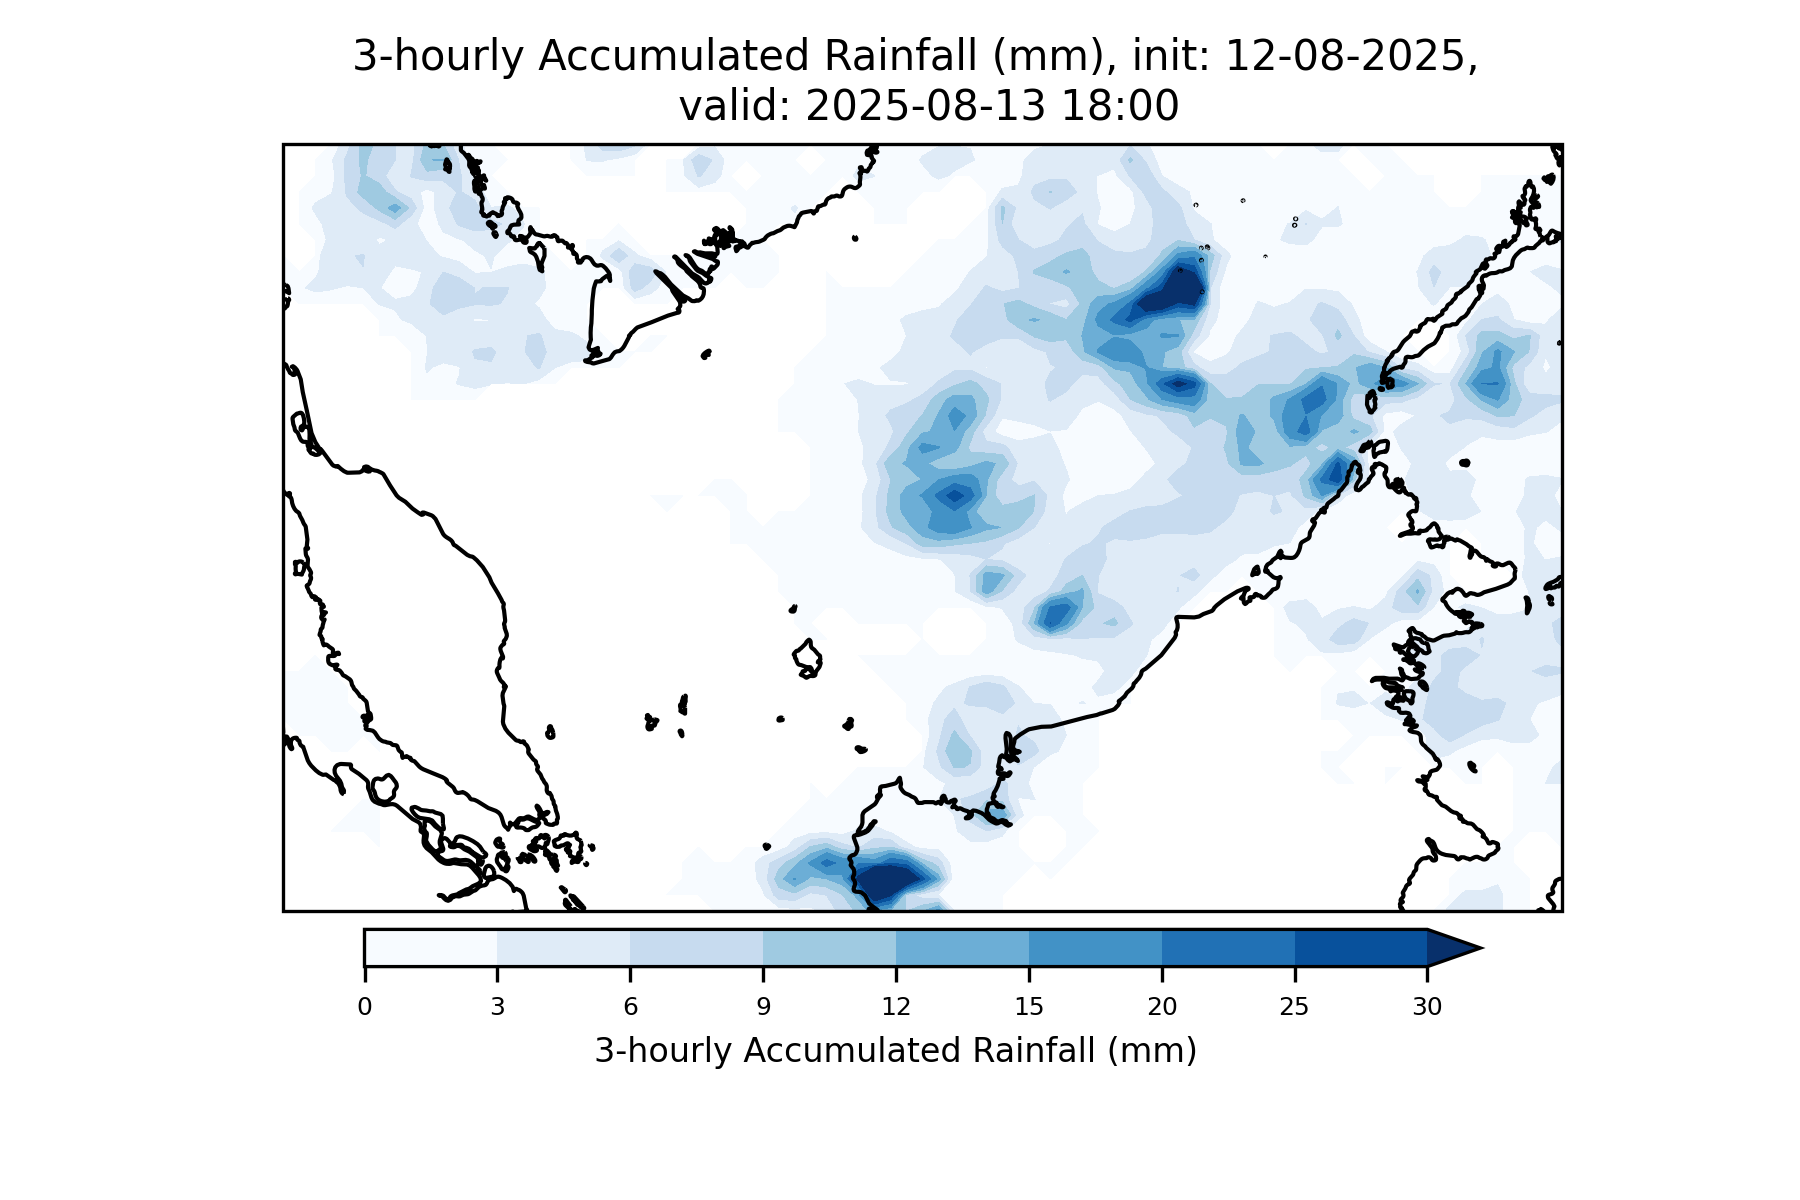 3-hourly Accumulated Rainfall (mm), init: 12-08-2025,
valid: 2025-08-13 18:00
0 3 6 9 12 15 20 25 30
3-hourly Accumulated Rainfall (mm)